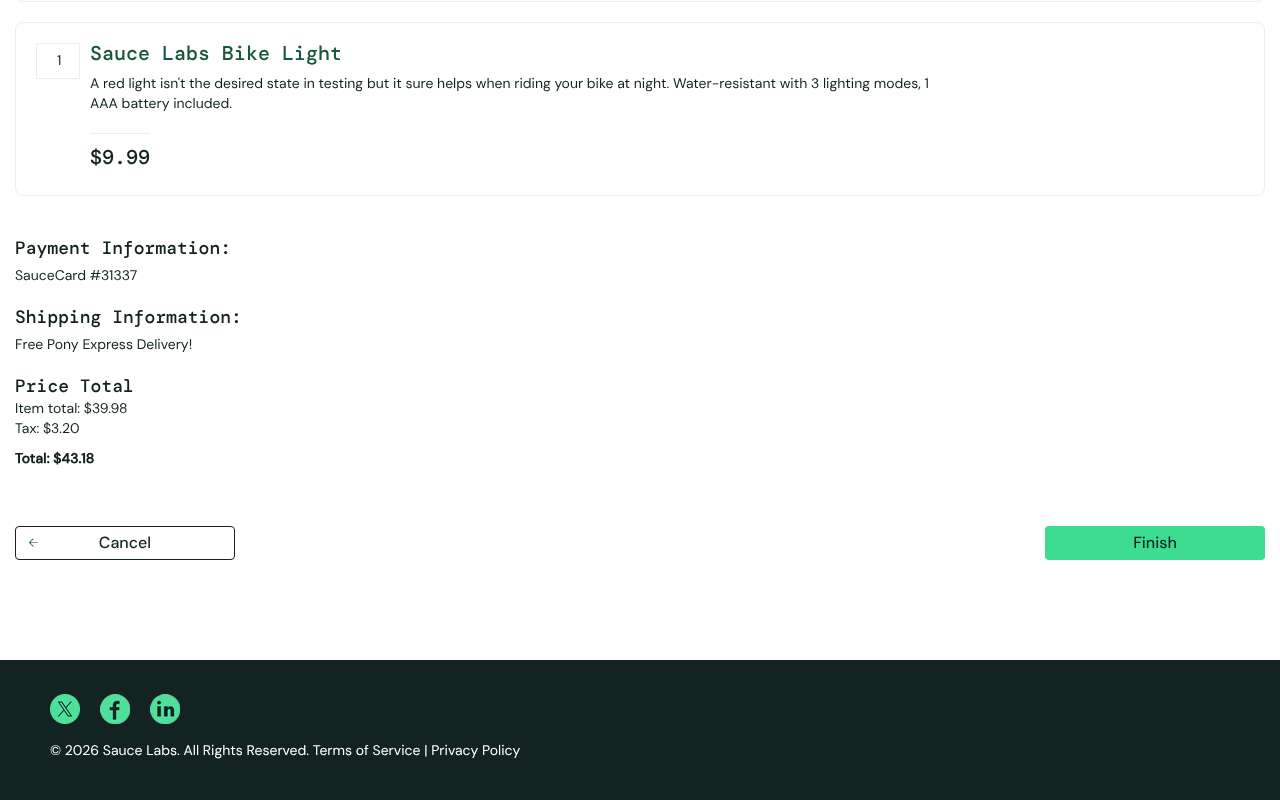 1
Sauce Labs Bike Light
A red light isn't the desired state in testing but it sure helps when riding your bike at night. Water-resistant with 3 lighting modes, 1
AAA battery included.
$9.99
Payment Information:
SauceCard #31337
Shipping Information:
Free Pony Express Delivery!
Price Total
Item total: $39.98
Tax: $3.20
Total: $43.18
← Cancel
Finish
© 2026 Sauce Labs. All Rights Reserved. Terms of Service | Privacy Policy